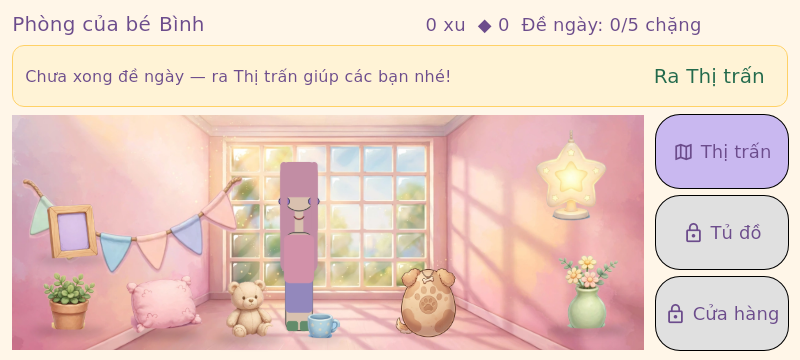 Phòng của bé Bình
0 xu ◆ 0 Đề ngày: 0/5 chặng
Chưa xong đề ngày — ra Thị trấn giúp các bạn nhé!
Ra Thị trấn
Thị trấn
Tủ đồ
Cửa hàng